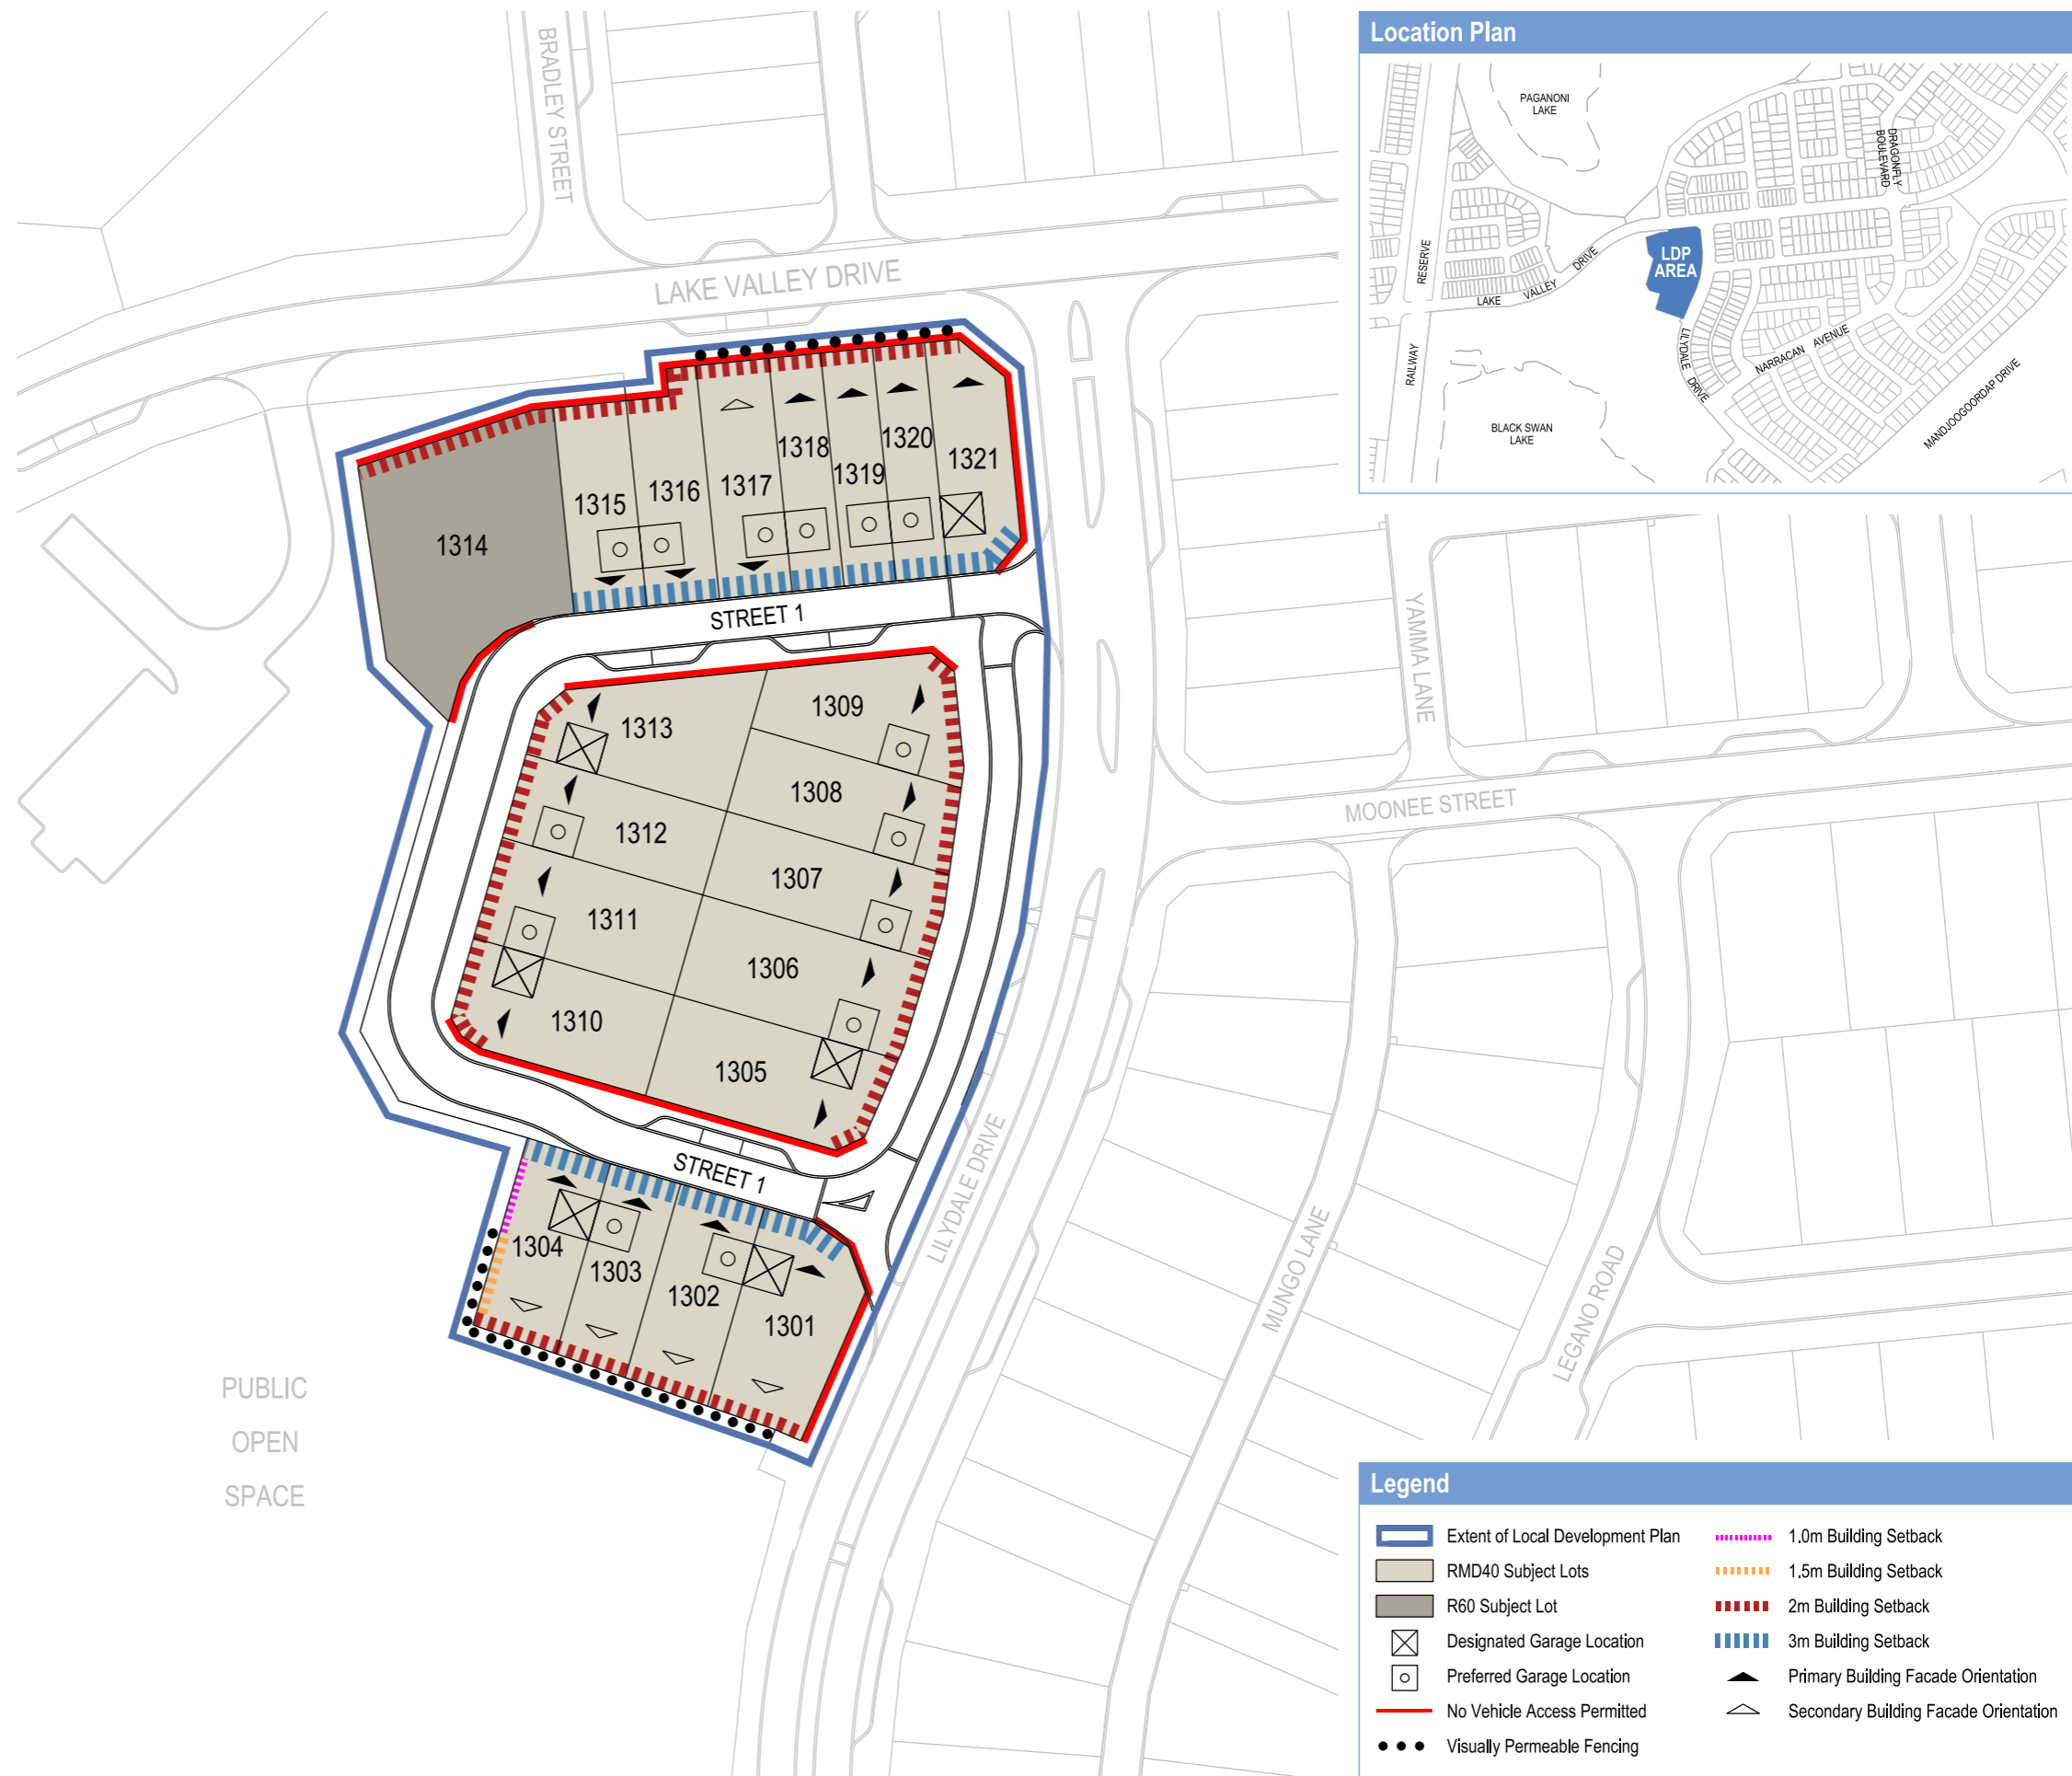 BRADLEY STREET
LAKE VALLEY DRIVE
Location Plan
PAGANONI
LAKE
DRAGONFLY
BOULEVARD
RESERVE
RAILWAY
LAKE
VALLEY
DRIVE
LDP
AREA
LILYDALE
DRIVE
NARRACAN
AVENUE
MANDJOOGOORDAP DRIVE
BLACK SWAN
LAKE
1314
1315
1316
1317
1318
1319
1320
1321
STREET 1
1313
1309
1308
1312
1307
1311
1306
1310
1305
STREET 1
1304
1303
1302
1301
YAMMA LANE
MOONEE STREET
LILYDALE DRIVE
MUNGO LANE
LEGANO ROAD
PUBLIC
OPEN
SPACE
Legend
Extent of Local Development Plan
RMD40 Subject Lots
R60 Subject Lot
Designated Garage Location
Preferred Garage Location
No Vehicle Access Permitted
Visually Permeable Fencing
1.0m Building Setback
1.5m Building Setback
2m Building Setback
3m Building Setback
Primary Building Facade Orientation
Secondary Building Facade Orientation